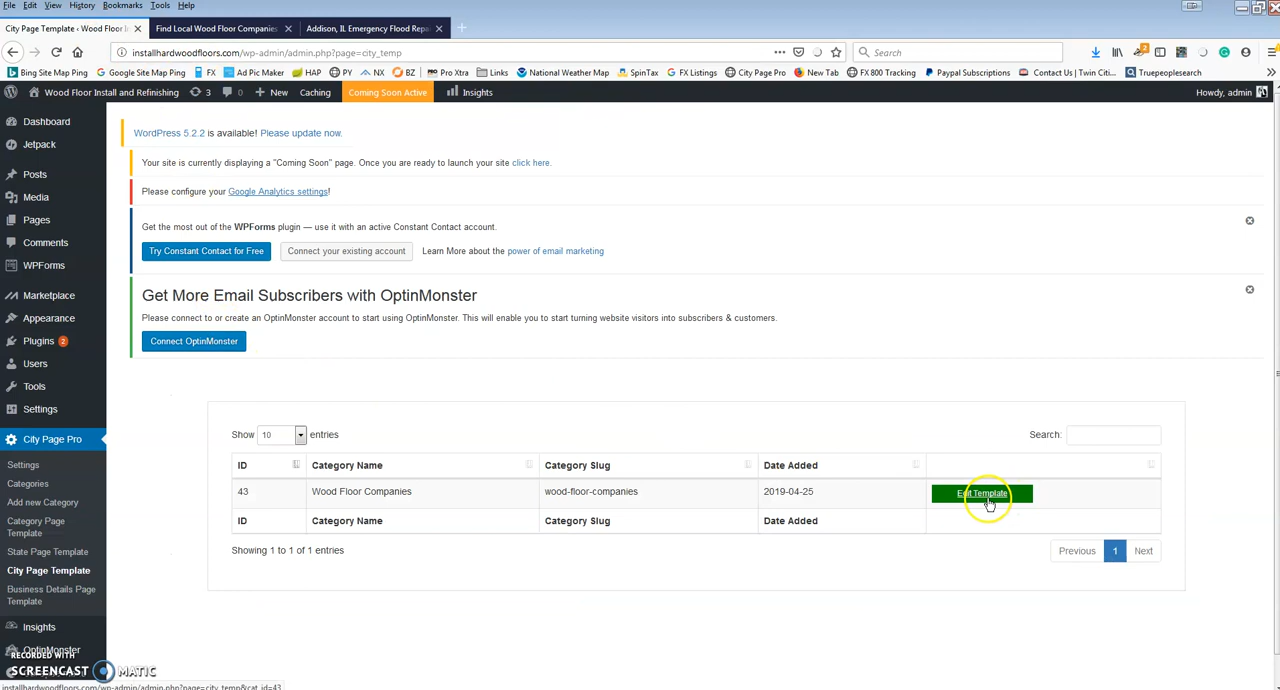 File Edit View History Bookmarks Tools Help
City Page Template ‹ Wood Floor In × Find Local Wood Floor Companies × Addison, IL Emergency Flood Repa ×
installhardwoodfloors.com/wp-admin/admin.php?page=city_temp Search
Bing Site Map Ping Google Site Map Ping FX Ad Pic Maker HAP PY NX BZ Pro Xtra Links National Weather Map SpinTax FX Listings City Page Pro New Tab FX 800 Tracking Paypal Subscriptions Contact Us | Twin Citi... Truepeoplesearch
Wood Floor Install and Refinishing 3 0 New Caching Coming Soon Active Insights Howdy, admin
Dashboard
Jetpack
Posts
Media
Pages
Comments
WPForms
Marketplace
Appearance
Plugins 2
Users
Tools
Settings
City Page Pro
Settings
Categories
Add new Category
Category Page
Template
State Page Template
City Page Template
Business Details Page
Template
Insights
OptinMonster
WordPress 5.2.2 is available! Please update now.
Your site is currently displaying a "Coming Soon" page. Once you are ready to launch your site click here.
Please configure your Google Analytics settings!
Get the most out of the WPForms plugin — use it with an active Constant Contact account.
Try Constant Contact for Free Connect your existing account Learn More about the power of email marketing
Get More Email Subscribers with OptinMonster
Please connect to or create an OptinMonster account to start using OptinMonster. This will enable you to start turning website visitors into subscribers & customers.
Connect OptinMonster
Show 10 entries Search:
ID Category Name Category Slug Date Added
43 Wood Floor Companies wood-floor-companies 2019-04-25 Edit Template
ID Category Name Category Slug Date Added
Showing 1 to 1 of 1 entries Previous 1 Next
RECORDED WITH
SCREENCAST MATIC
installhardwoodfloors.com/wp-admin/admin.php?page=city_temp&cat_id=43